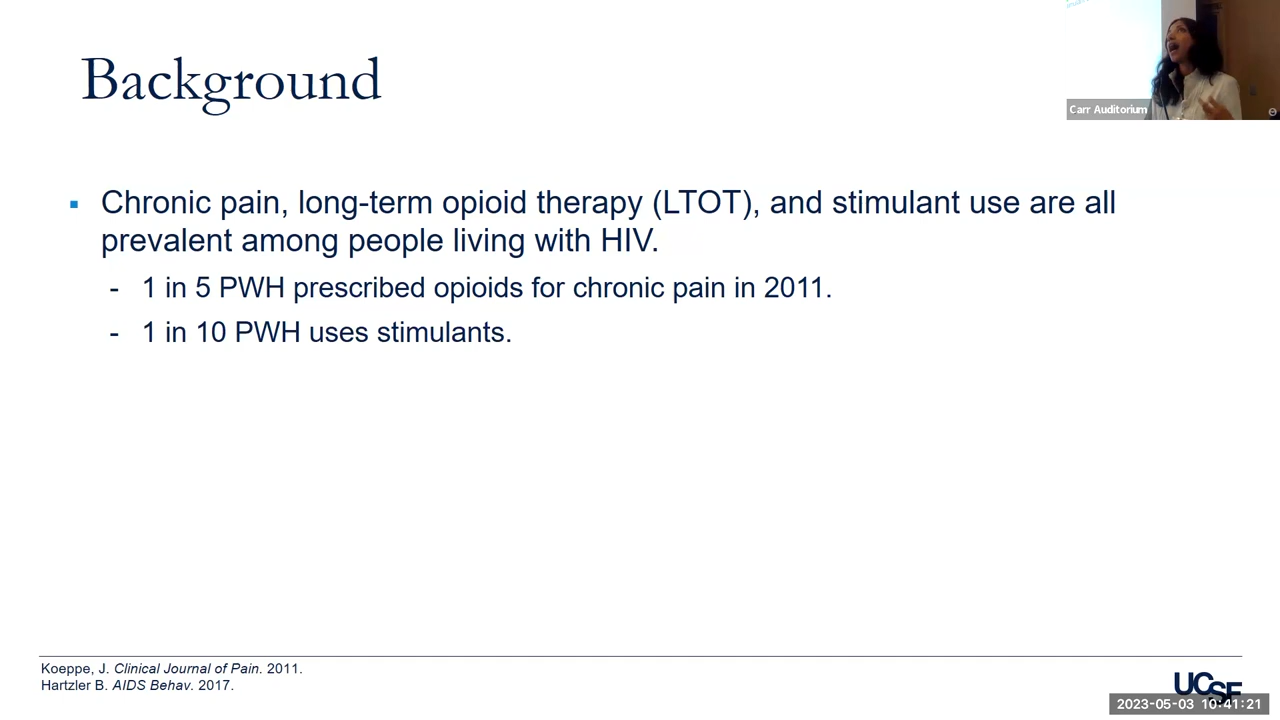 Background
Carr Auditorium
▪ Chronic pain, long-term opioid therapy (LTOT), and stimulant use are all
prevalent among people living with HIV.
- 1 in 5 PWH prescribed opioids for chronic pain in 2011.
- 1 in 10 PWH uses stimulants.
Koeppe, J. Clinical Journal of Pain. 2011.
Hartzler B. AIDS Behav. 2017.
UCSF
2023-05-03 10:41:21